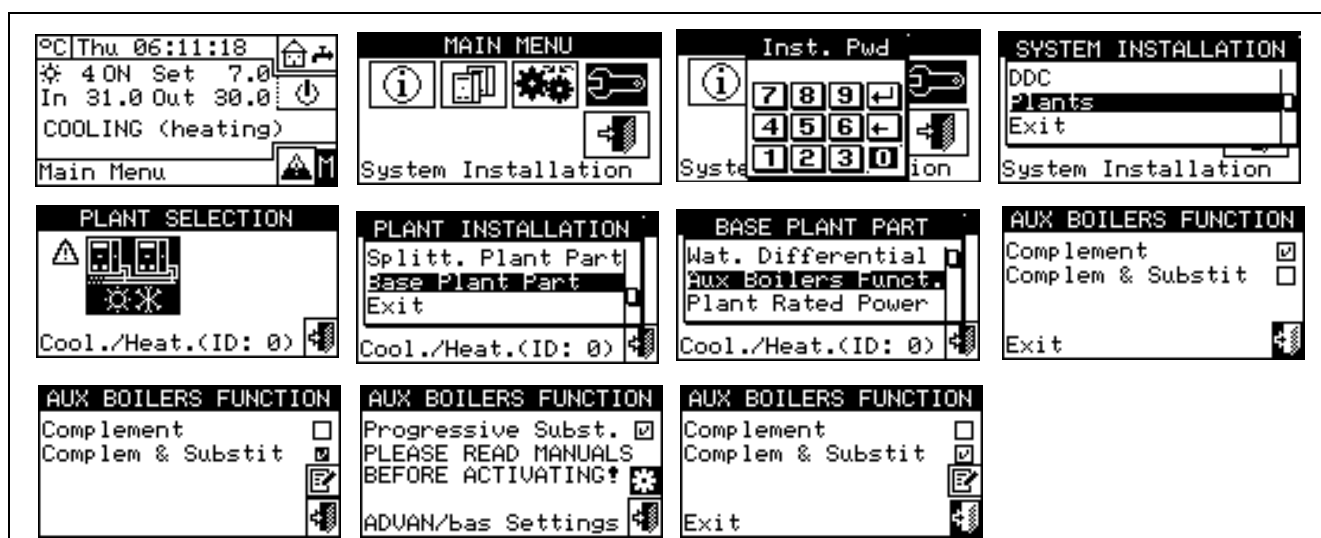 ºC Thu 06:11:18
4 ON Set 7.0
In 31.0 Out 30.0
COOLING (heating)
Main Menu M
MAIN MENU
i
System Installation
Inst. Pwd
i
7 8 9
4 5 6
1 2 3 0
Syste ion
SYSTEM INSTALLATION
DDC
Plants
Exit
System Installation
PLANT SELECTION
Cool./Heat.(ID: 0)
PLANT INSTALLATION
Splitt. Plant Part
Base Plant Part
Exit
Cool./Heat.(ID: 0)
BASE PLANT PART
Wat. Differential
Aux Boilers Funct.
Plant Rated Power
Cool./Heat.(ID: 0)
AUX BOILERS FUNCTION
Complement
Complem & Substit
Exit
AUX BOILERS FUNCTION
Complement
Complem & Substit
AUX BOILERS FUNCTION
Progressive Subst.
PLEASE READ MANUALS
BEFORE ACTIVATING!
ADVAN/bas Settings
AUX BOILERS FUNCTION
Complement
Complem & Substit
Exit